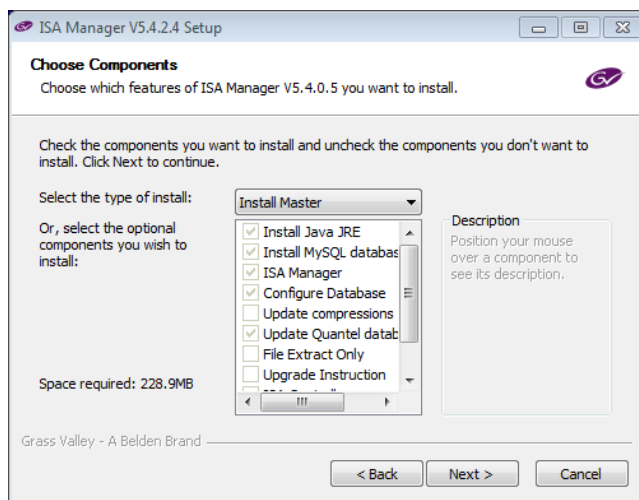 ISA Manager V5.4.2.4 Setup
Choose Components
Choose which features of ISA Manager V5.4.0.5 you want to install.
Check the components you want to install and uncheck the components you don't want to
install. Click Next to continue.
Select the type of install:
Install Master
Or, select the optional
components you wish to
install:
Install Java JRE
Install MySQL databas
ISA Manager
Configure Database
Update compressions
Update Quantel datab
File Extract Only
Upgrade Instruction
Description
Position your mouse
over a component to
see its description.
Space required: 228.9MB
Grass Valley - A Belden Brand
< Back
Next >
Cancel